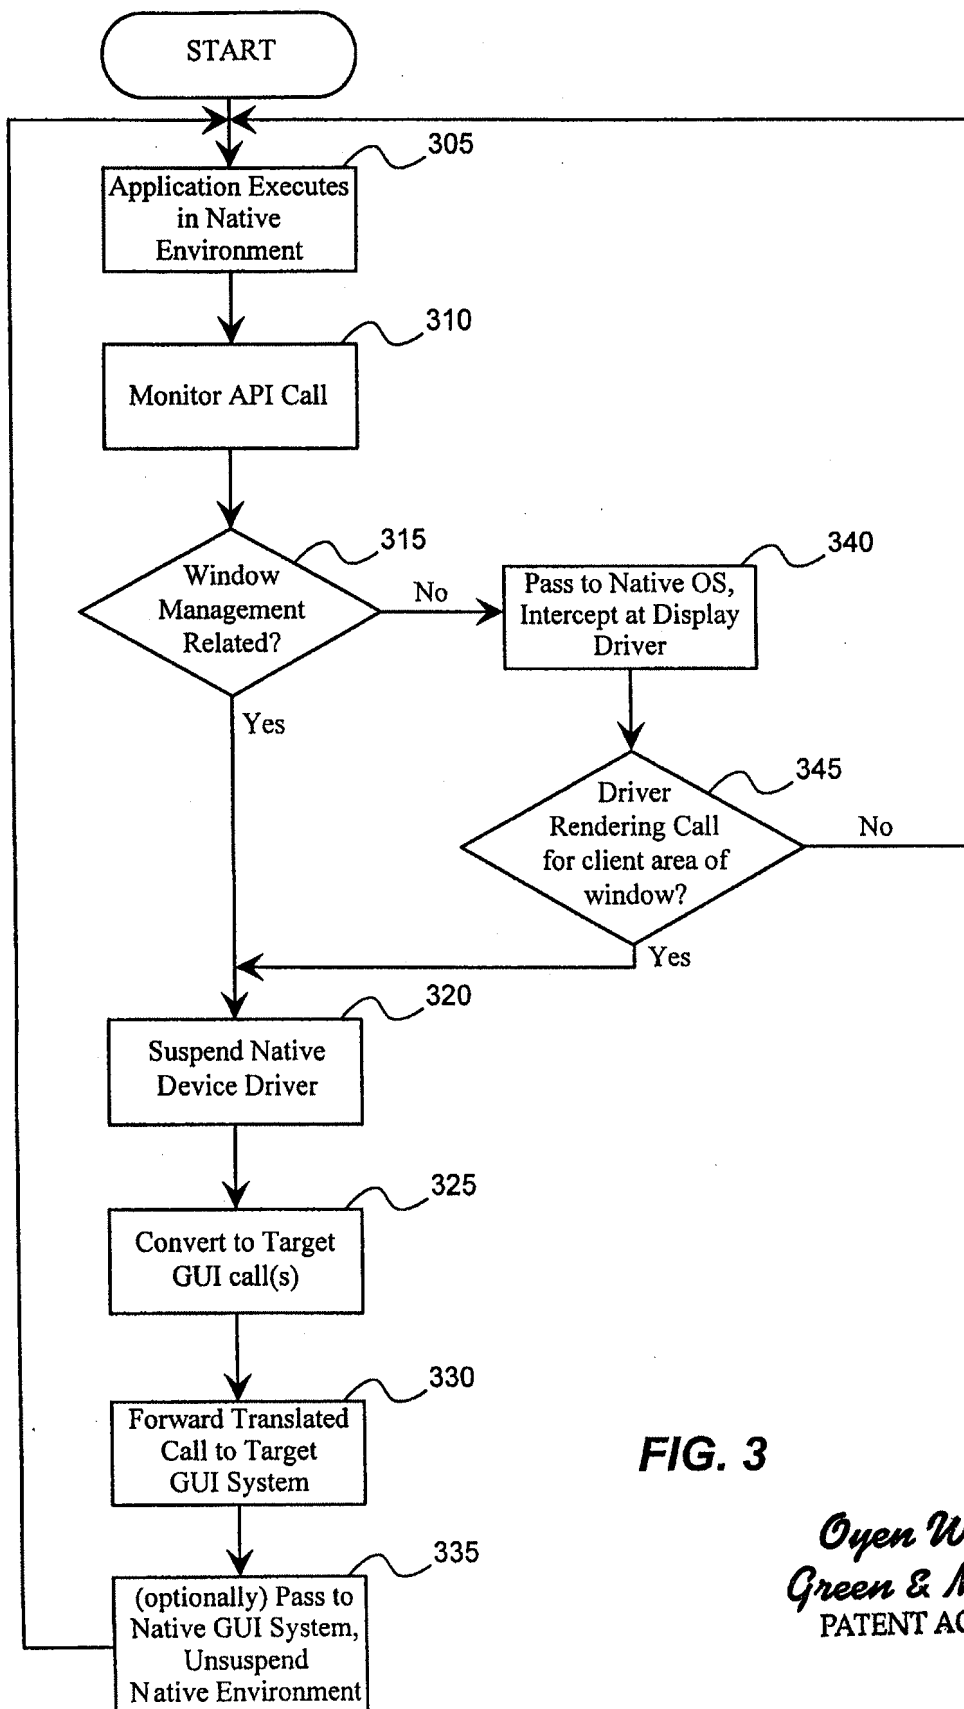 START
305
Application Executes
in Native
Environment
310
Monitor API Call
315
Window
Management
Related?
No
Yes
340
Pass to Native OS,
Intercept at Display
Driver
345
Driver
Rendering Call
for client area of
window?
No
Yes
320
Suspend Native
Device Driver
325
Convert to Target
GUI call(s)
330
Forward Translated
Call to Target
GUI System
335
(optionally) Pass to
Native GUI System,
Unsuspend
Native Environment
FIG. 3
Oyen
Green &
PATENT